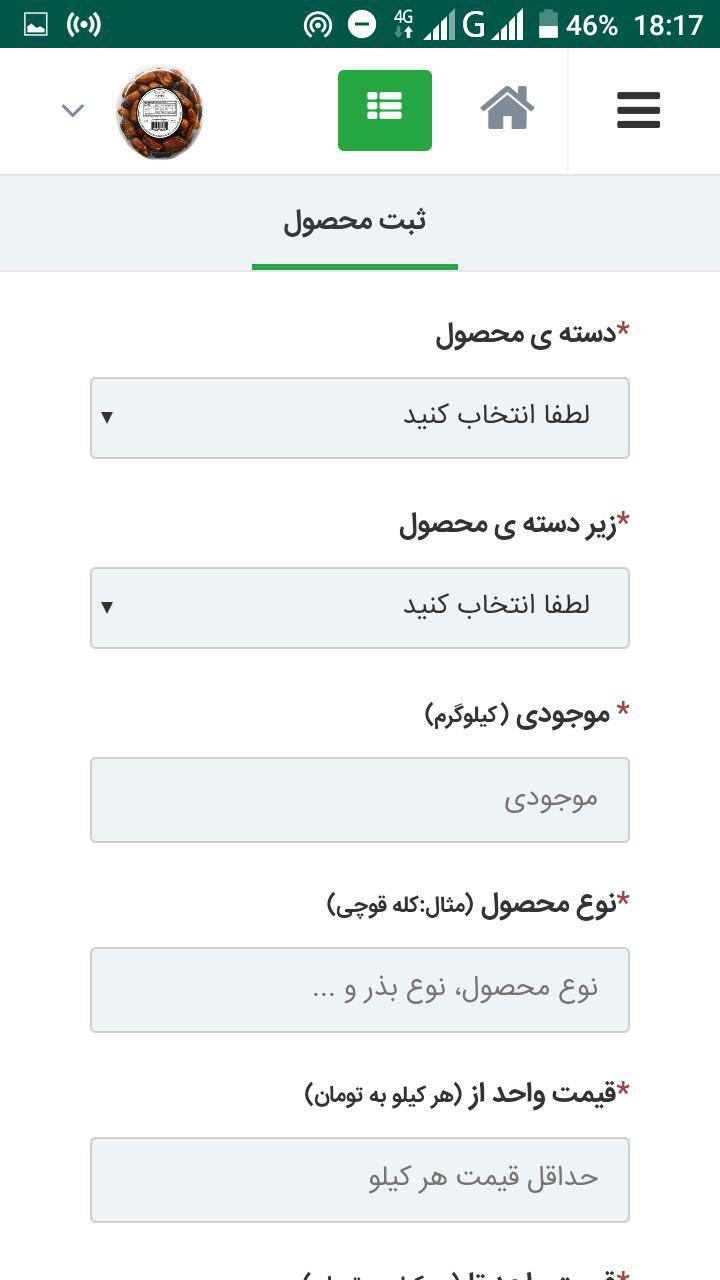 4G G 46% 18:17
ثبت محصول
*دسته ی محصول
لطفا انتخاب کنید
*زیر دسته ی محصول
لطفا انتخاب کنید
* موجودی (کیلوگرم)
موجودی
*نوع محصول (مثال:کله قوچی)
نوع محصول، نوع بذر و ...
*قیمت واحد از (هر کیلو به تومان)
حداقل قیمت هر کیلو